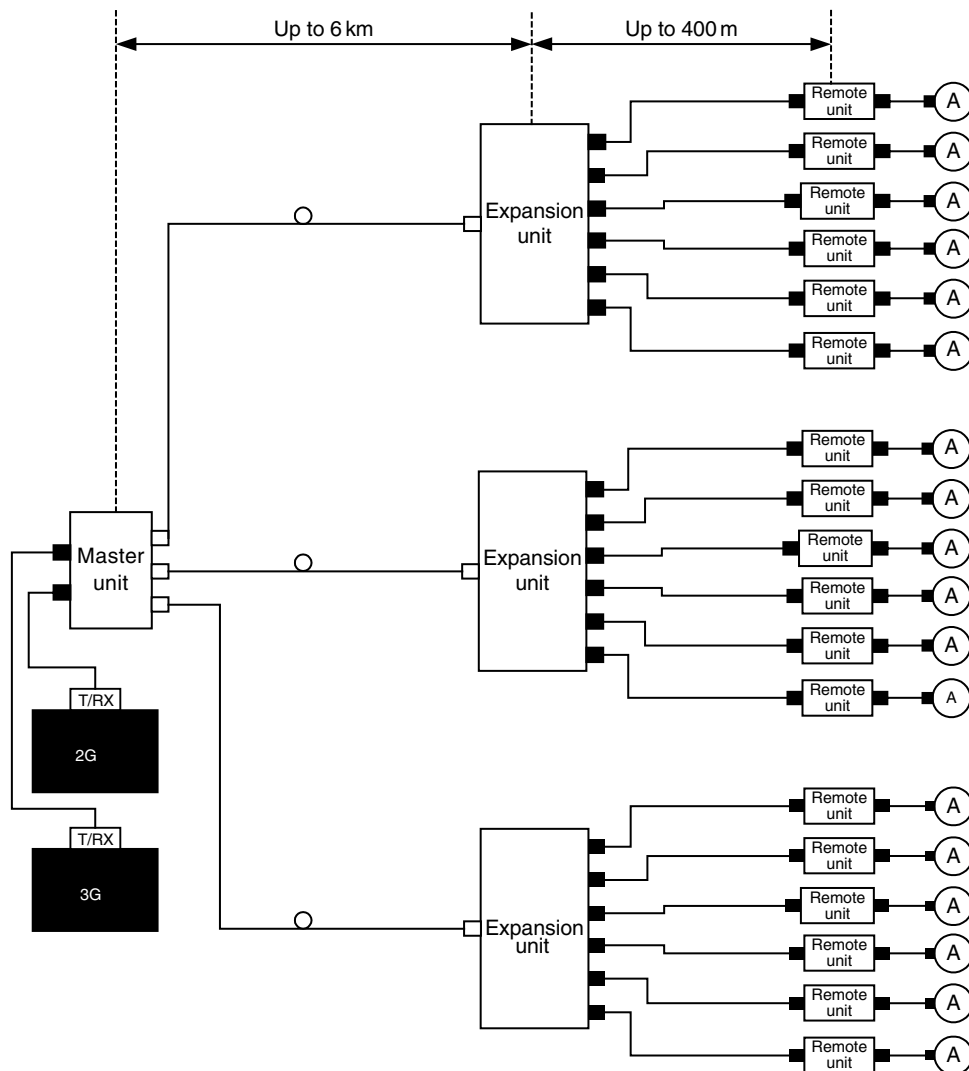 Up to 6 km
Up to 400 m
Remote
unit
A
Remote
unit
A
Remote
unit
A
Remote
unit
A
Remote
unit
A
Remote
unit
A
Expansion
unit
Remote
unit
A
Remote
unit
A
Remote
unit
A
Remote
unit
A
Remote
unit
A
Remote
unit
A
Expansion
unit
Master
unit
T/RX
2G
T/RX
3G
Remote
unit
A
Remote
unit
A
Remote
unit
A
Remote
unit
A
Remote
unit
A
Remote
unit
A
Expansion
unit